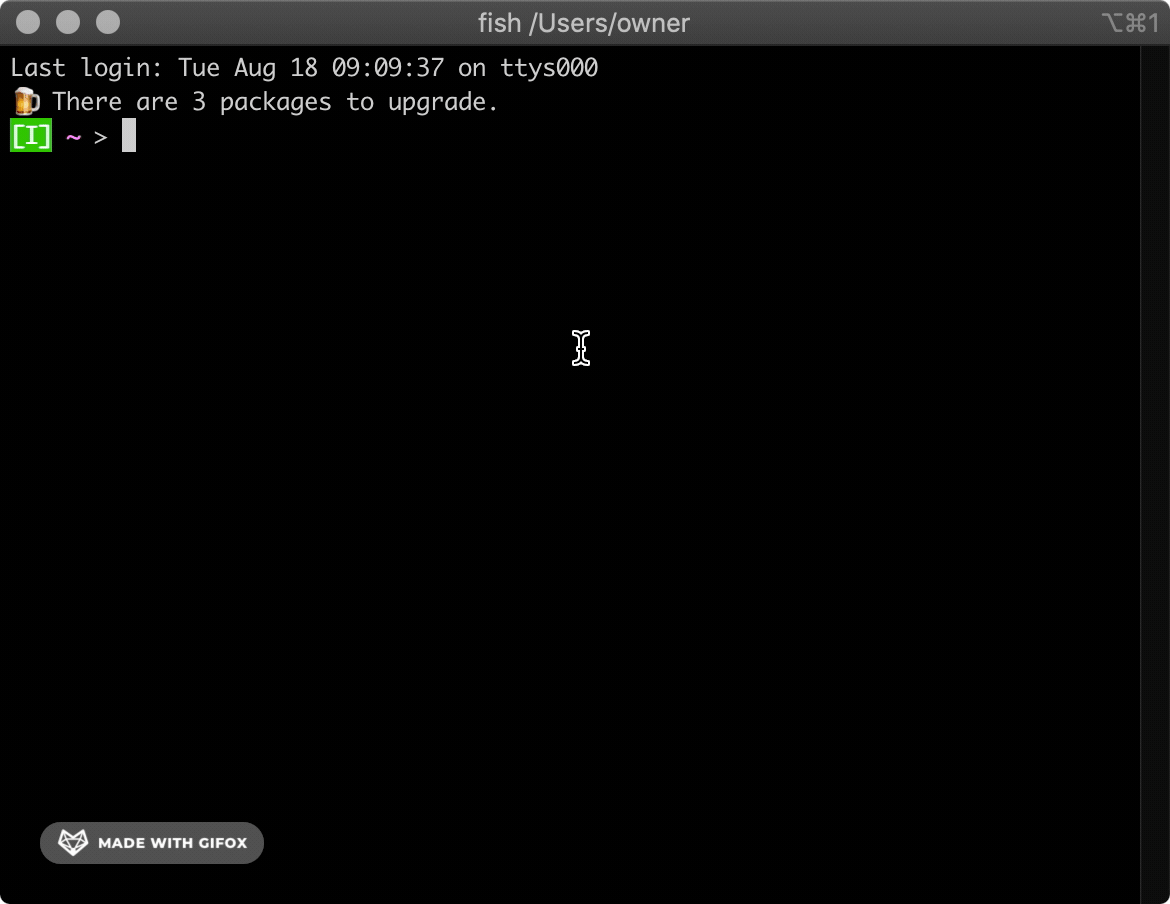 fish /Users/owner
⌥⌘1
Last login: Tue Aug 18 09:09:37 on ttys000
🍺 There are 3 packages to upgrade.
[I] ~ >
MADE WITH GIFOX